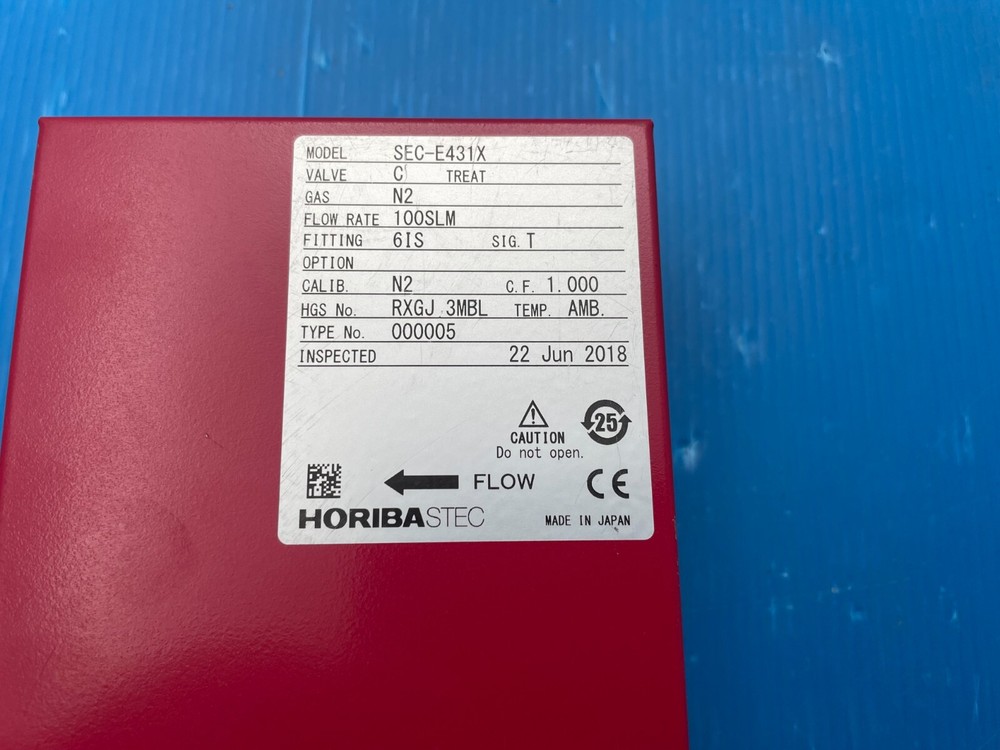 MODEL SEC-E431X
VALVE C TREAT
GAS N2
FLOW RATE 100SLM
FITTING 6IS SIG. T
OPTION
CALIB. N2 C.F. 1.000
HGS No. RXGJ 3MBL TEMP. AMB.
TYPE No. 000005
INSPECTED 22 Jun 2018
25
CAUTION
Do not open.
FLOW CE
HORIBASTEC MADE IN JAPAN